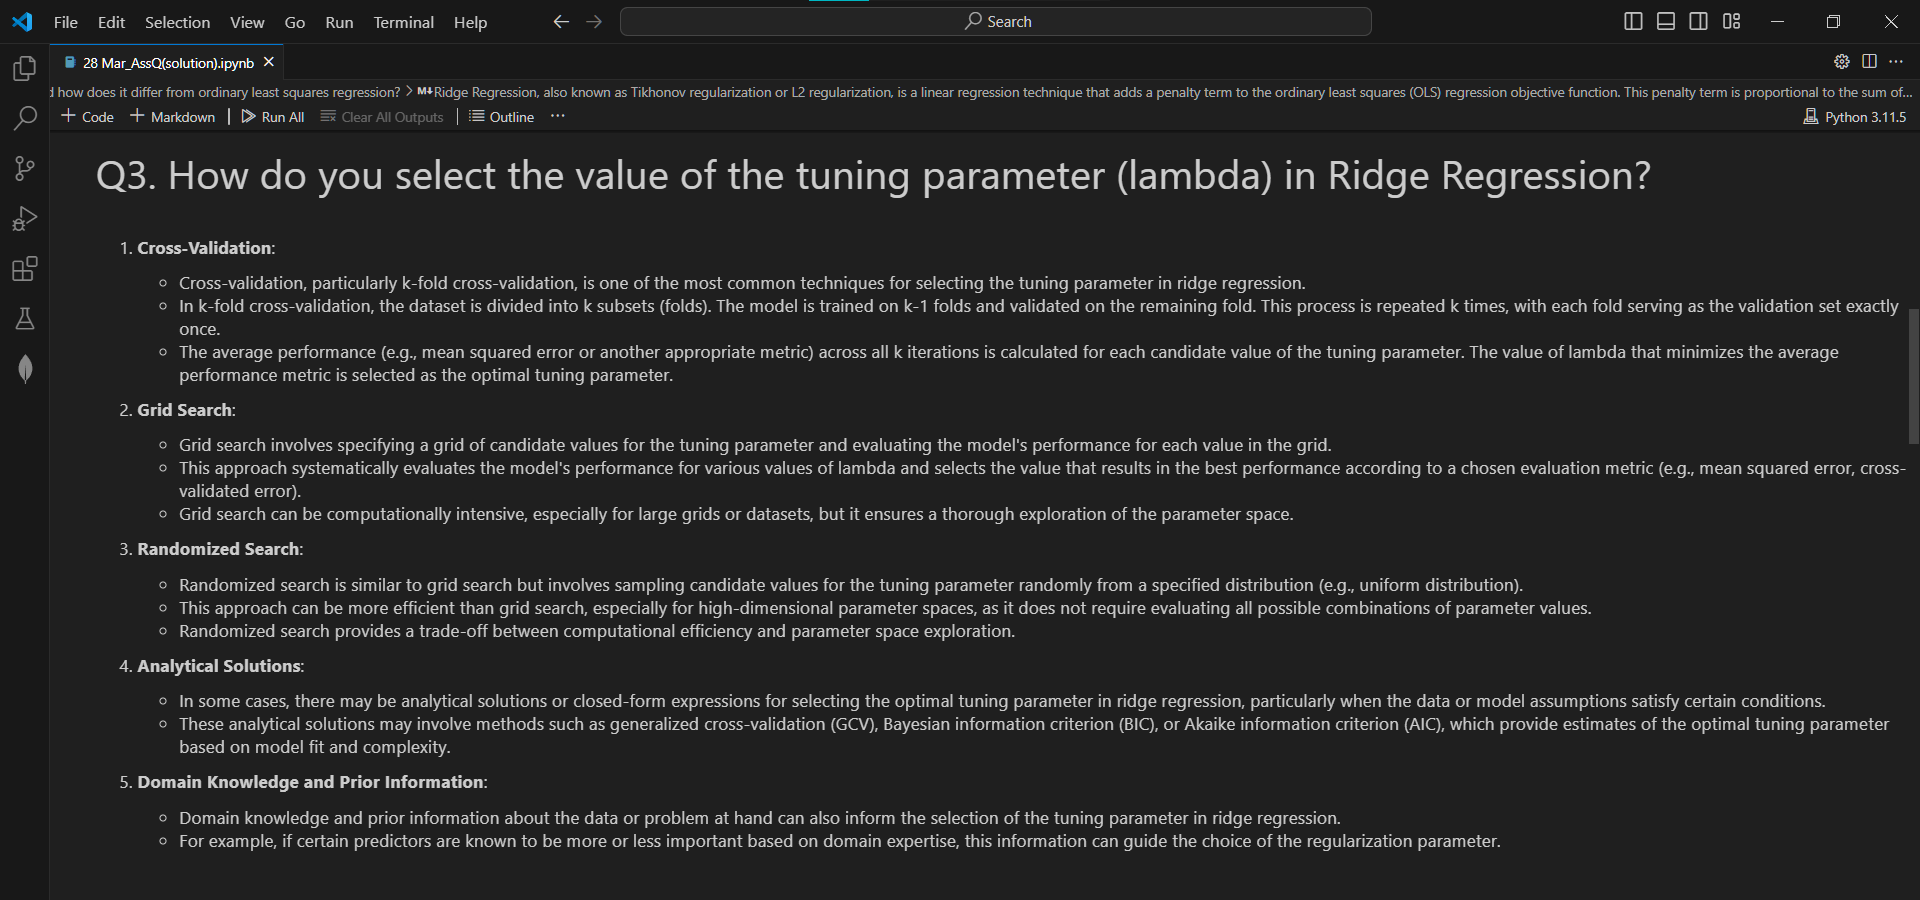 File Edit Selection View Go Run Terminal Help Search
28 Mar_AssQ(solution).ipynb
d how does it differ from ordinary least squares regression? > M↓Ridge Regression, also known as Tikhonov regularization or L2 regularization, is a linear regression technique that adds a penalty term to the ordinary least squares (OLS) regression objective function. This penalty term is proportional to the sum of...
+ Code + Markdown | Run All Clear All Outputs | Outline ... Python 3.11.5
Q3. How do you select the value of the tuning parameter (lambda) in Ridge Regression?
1. Cross-Validation:
Cross-validation, particularly k-fold cross-validation, is one of the most common techniques for selecting the tuning parameter in ridge regression.
In k-fold cross-validation, the dataset is divided into k subsets (folds). The model is trained on k-1 folds and validated on the remaining fold. This process is repeated k times, with each fold serving as the validation set exactly
once.
The average performance (e.g., mean squared error or another appropriate metric) across all k iterations is calculated for each candidate value of the tuning parameter. The value of lambda that minimizes the average
performance metric is selected as the optimal tuning parameter.
2. Grid Search:
Grid search involves specifying a grid of candidate values for the tuning parameter and evaluating the model's performance for each value in the grid.
This approach systematically evaluates the model's performance for various values of lambda and selects the value that results in the best performance according to a chosen evaluation metric (e.g., mean squared error, cross-
validated error).
Grid search can be computationally intensive, especially for large grids or datasets, but it ensures a thorough exploration of the parameter space.
3. Randomized Search:
Randomized search is similar to grid search but involves sampling candidate values for the tuning parameter randomly from a specified distribution (e.g., uniform distribution).
This approach can be more efficient than grid search, especially for high-dimensional parameter spaces, as it does not require evaluating all possible combinations of parameter values.
Randomized search provides a trade-off between computational efficiency and parameter space exploration.
4. Analytical Solutions:
In some cases, there may be analytical solutions or closed-form expressions for selecting the optimal tuning parameter in ridge regression, particularly when the data or model assumptions satisfy certain conditions.
These analytical solutions may involve methods such as generalized cross-validation (GCV), Bayesian information criterion (BIC), or Akaike information criterion (AIC), which provide estimates of the optimal tuning parameter
based on model fit and complexity.
5. Domain Knowledge and Prior Information:
Domain knowledge and prior information about the data or problem at hand can also inform the selection of the tuning parameter in ridge regression.
For example, if certain predictors are known to be more or less important based on domain expertise, this information can guide the choice of the regularization parameter.